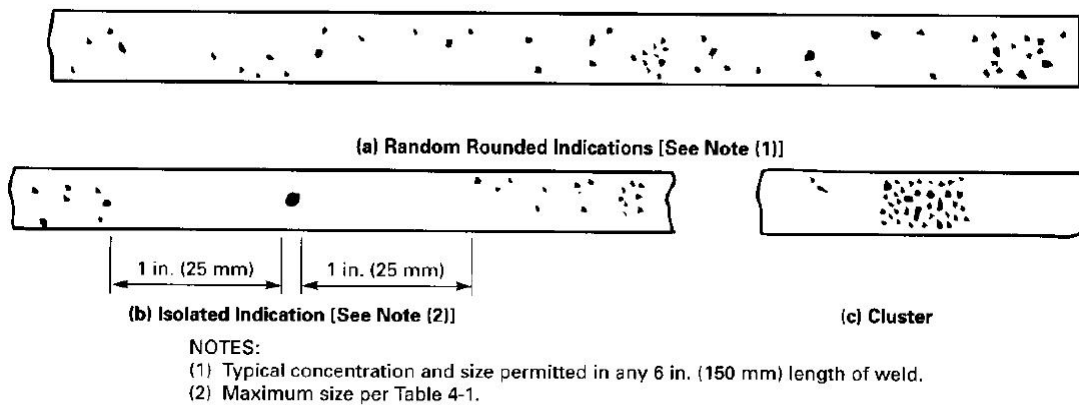 (a) Random Rounded Indications [See Note (1)]
1 in. (25 mm) 1 in. (25 mm)
(b) Isolated Indication [See Note (2)]
(c) Cluster
NOTES:
(1) Typical concentration and size permitted in any 6 in. (150 mm) length of weld.
(2) Maximum size per Table 4-1.